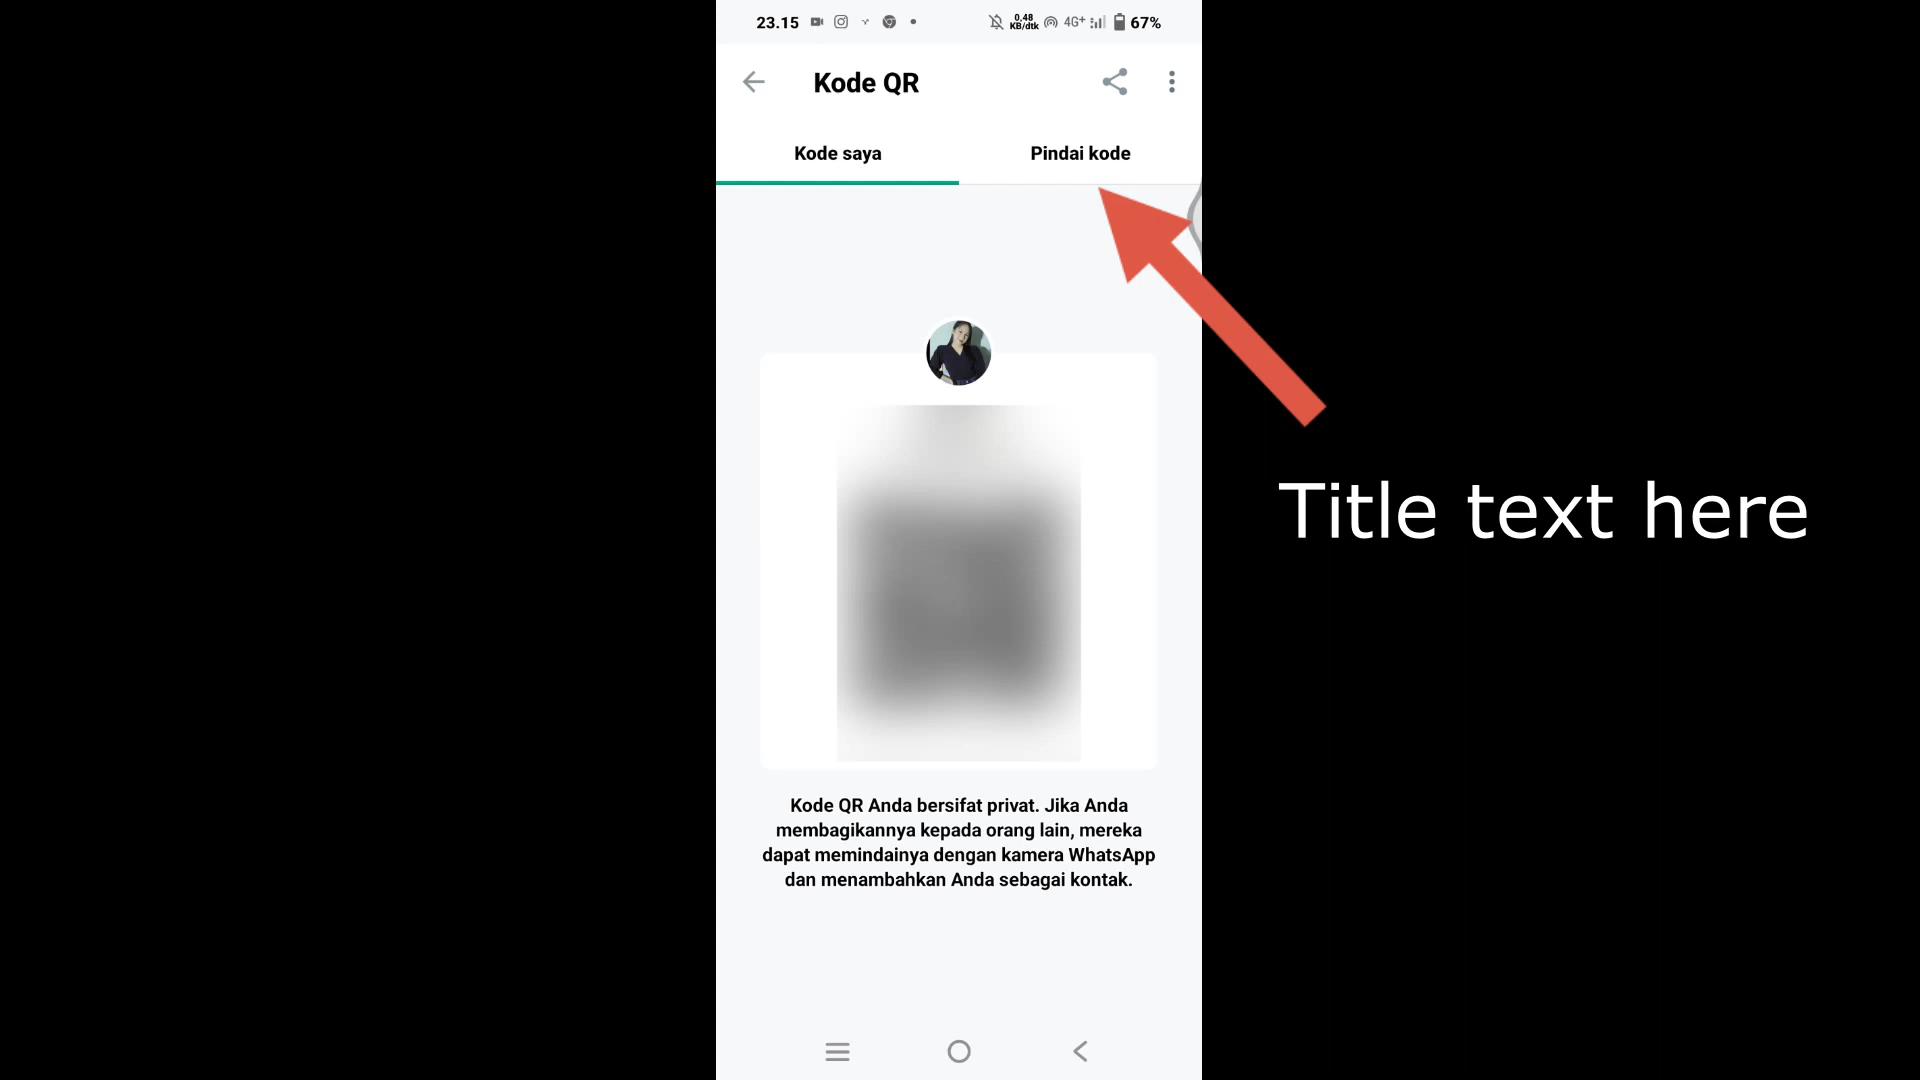 23.15
0,48
KB/dtk
4G+
67%
Kode QR
Kode saya
Pindai kode
Title text here
Kode QR Anda bersifat privat. Jika Anda
membagikannya kepada orang lain, mereka
dapat memindainya dengan kamera WhatsApp
dan menambahkan Anda sebagai kontak.